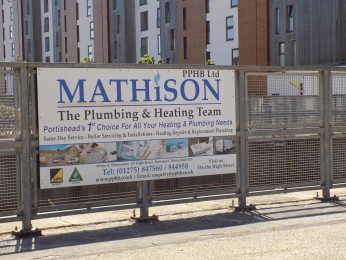 PPHB Ltd
MATHiSON
The Plumbing & Heating Team
Portishead's 1st Choice For All Your Heating & Plumbing Needs
Same Day Service - Boiler Servicing & Installations - Heating Repairs & Replacement Plumbing
Tel: (01275) 847560 / 844958
Visit us
On the High Street